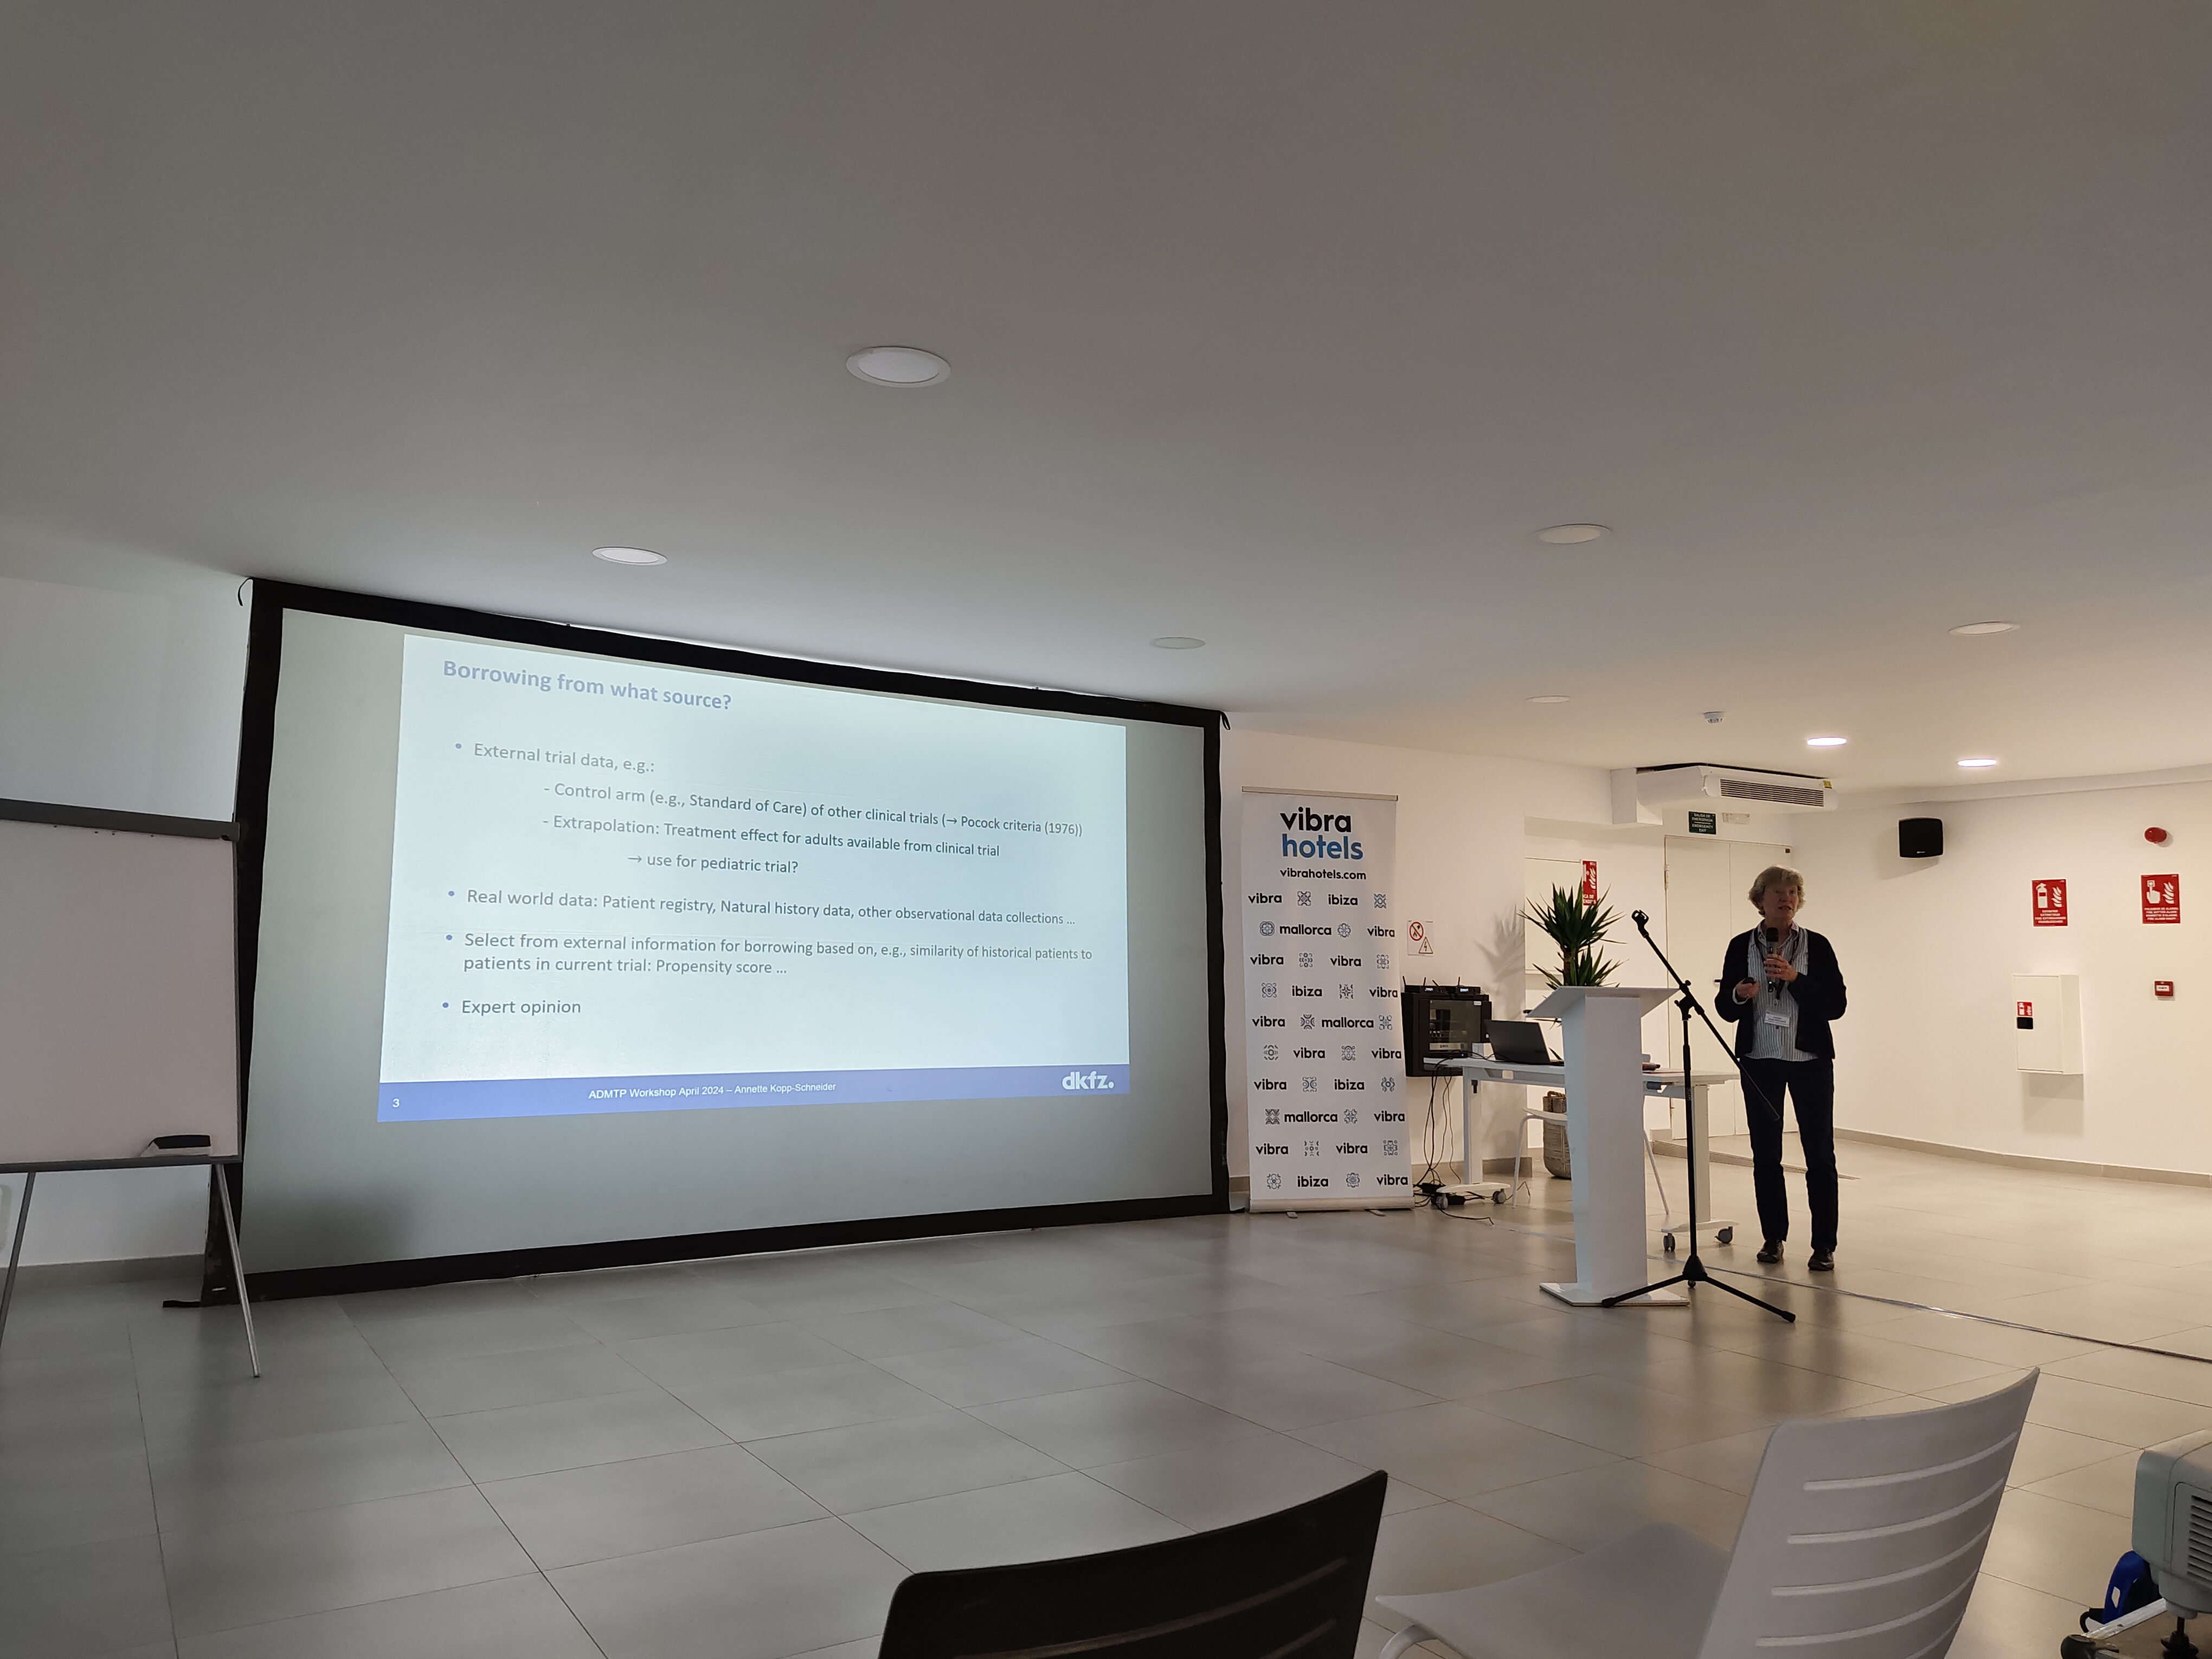 Borrowing from what source?
• External trial data, e.g.:
- Control arm (e.g., Standard of Care) of other clinical trials (→ Pocock criteria (1976))
- Extrapolation: Treatment effect for adults available from clinical trial
→ use for pediatric trial?
• Real world data: Patient registry, Natural history data, other observational data collections ...
• Select from external information for borrowing based on, e.g., similarity of historical patients to
patients in current trial: Propensity score ...
• Expert opinion
3
ADMTP Workshop April 2024 – Annette Kopp-Schneider
dkfz.
vibra
hotels
vibrahotels.com
vibra ibiza
mallorca vibra
vibra vibra
ibiza vibra
vibra mallorca
vibra vibra
vibra ibiza
mallorca vibra
vibra vibra
ibiza vibra